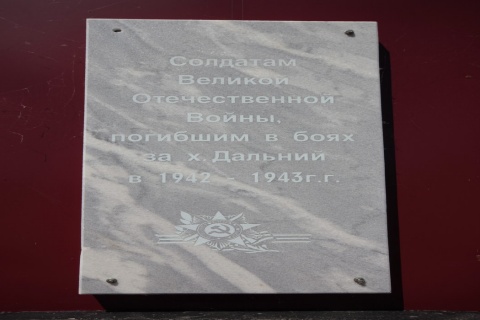 Солдатам
Великой
Отечественной
Войны,
погибшим в боях
за х. Дальний
в 1942 - 1943г.г.